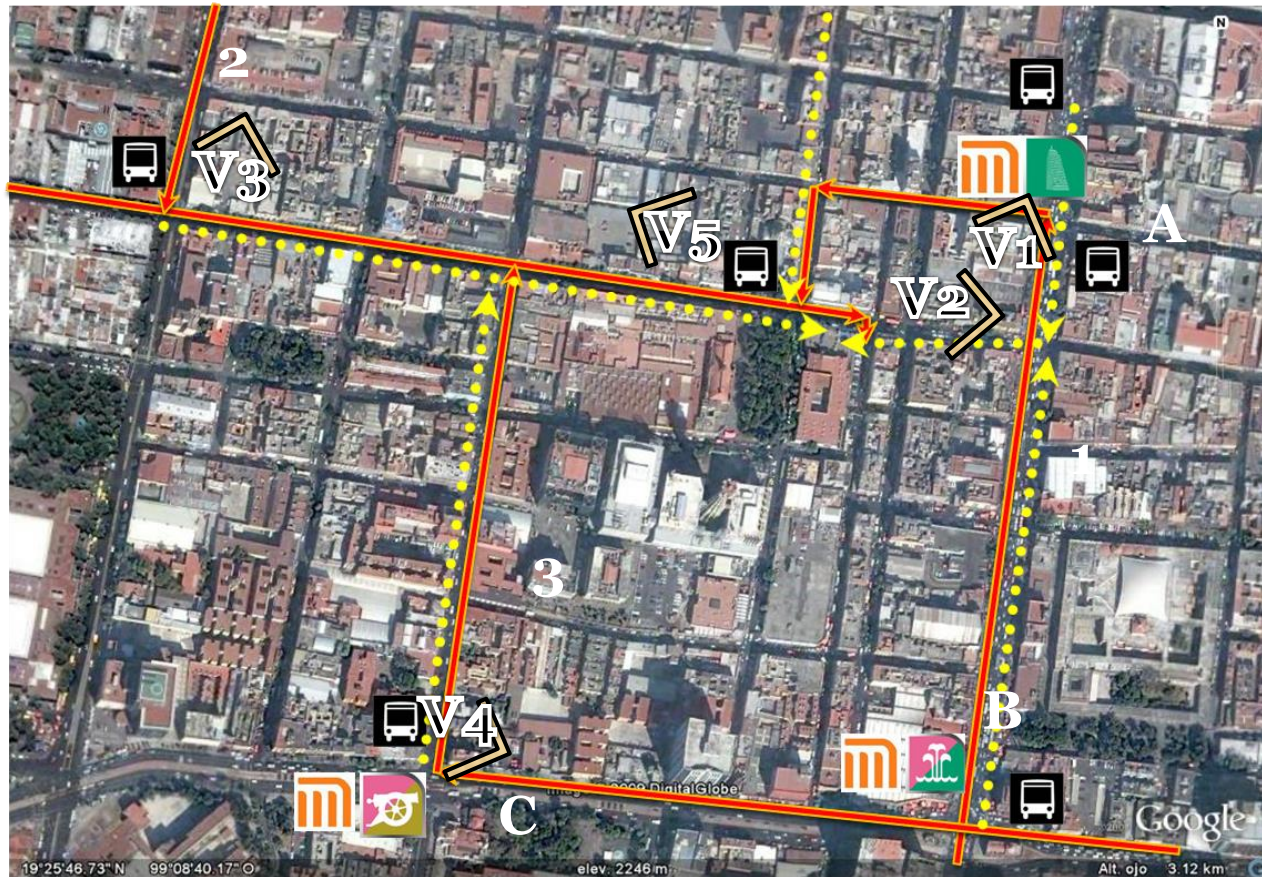 N
2
V3
A
V5
V1
V2
1
3
V4
B
C
©2009 DigitalGlobe
Google
19°25'46.73" N 99°08'40.17" O
elev. 2246 m
Alt. ojo 3.12 km